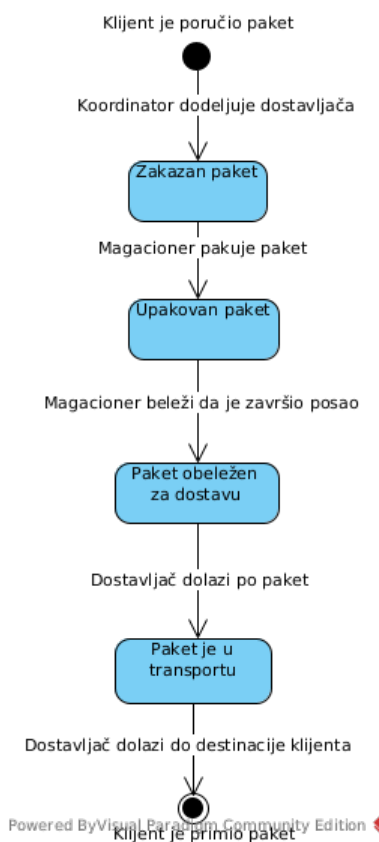 Klijent je poručio paket
Koordinator dodeljuje dostavljača
Zakazan paket
Magacioner pakuje paket
Upakovan paket
Magacioner beleži da je završio posao
Paket obeležen
za dostavu
Dostavljač dolazi po paket
Paket je u
transportu
Dostavljač dolazi do destinacije klijenta
Powered ByVisual Paradigm Community Edition
Klijent je primio paket